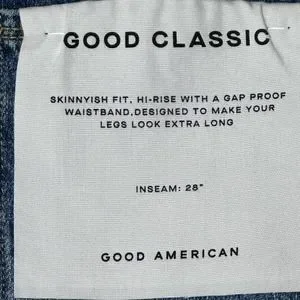 GOOD CLASSIC
SKINNYISH FIT. HI-RISE WITH A GAP PROOF
WAISTBAND,DESIGNED TO MAKE YOUR
LEGS LOOK EXTRA LONG
INSEAM: 28"
GOOD AMERICAN